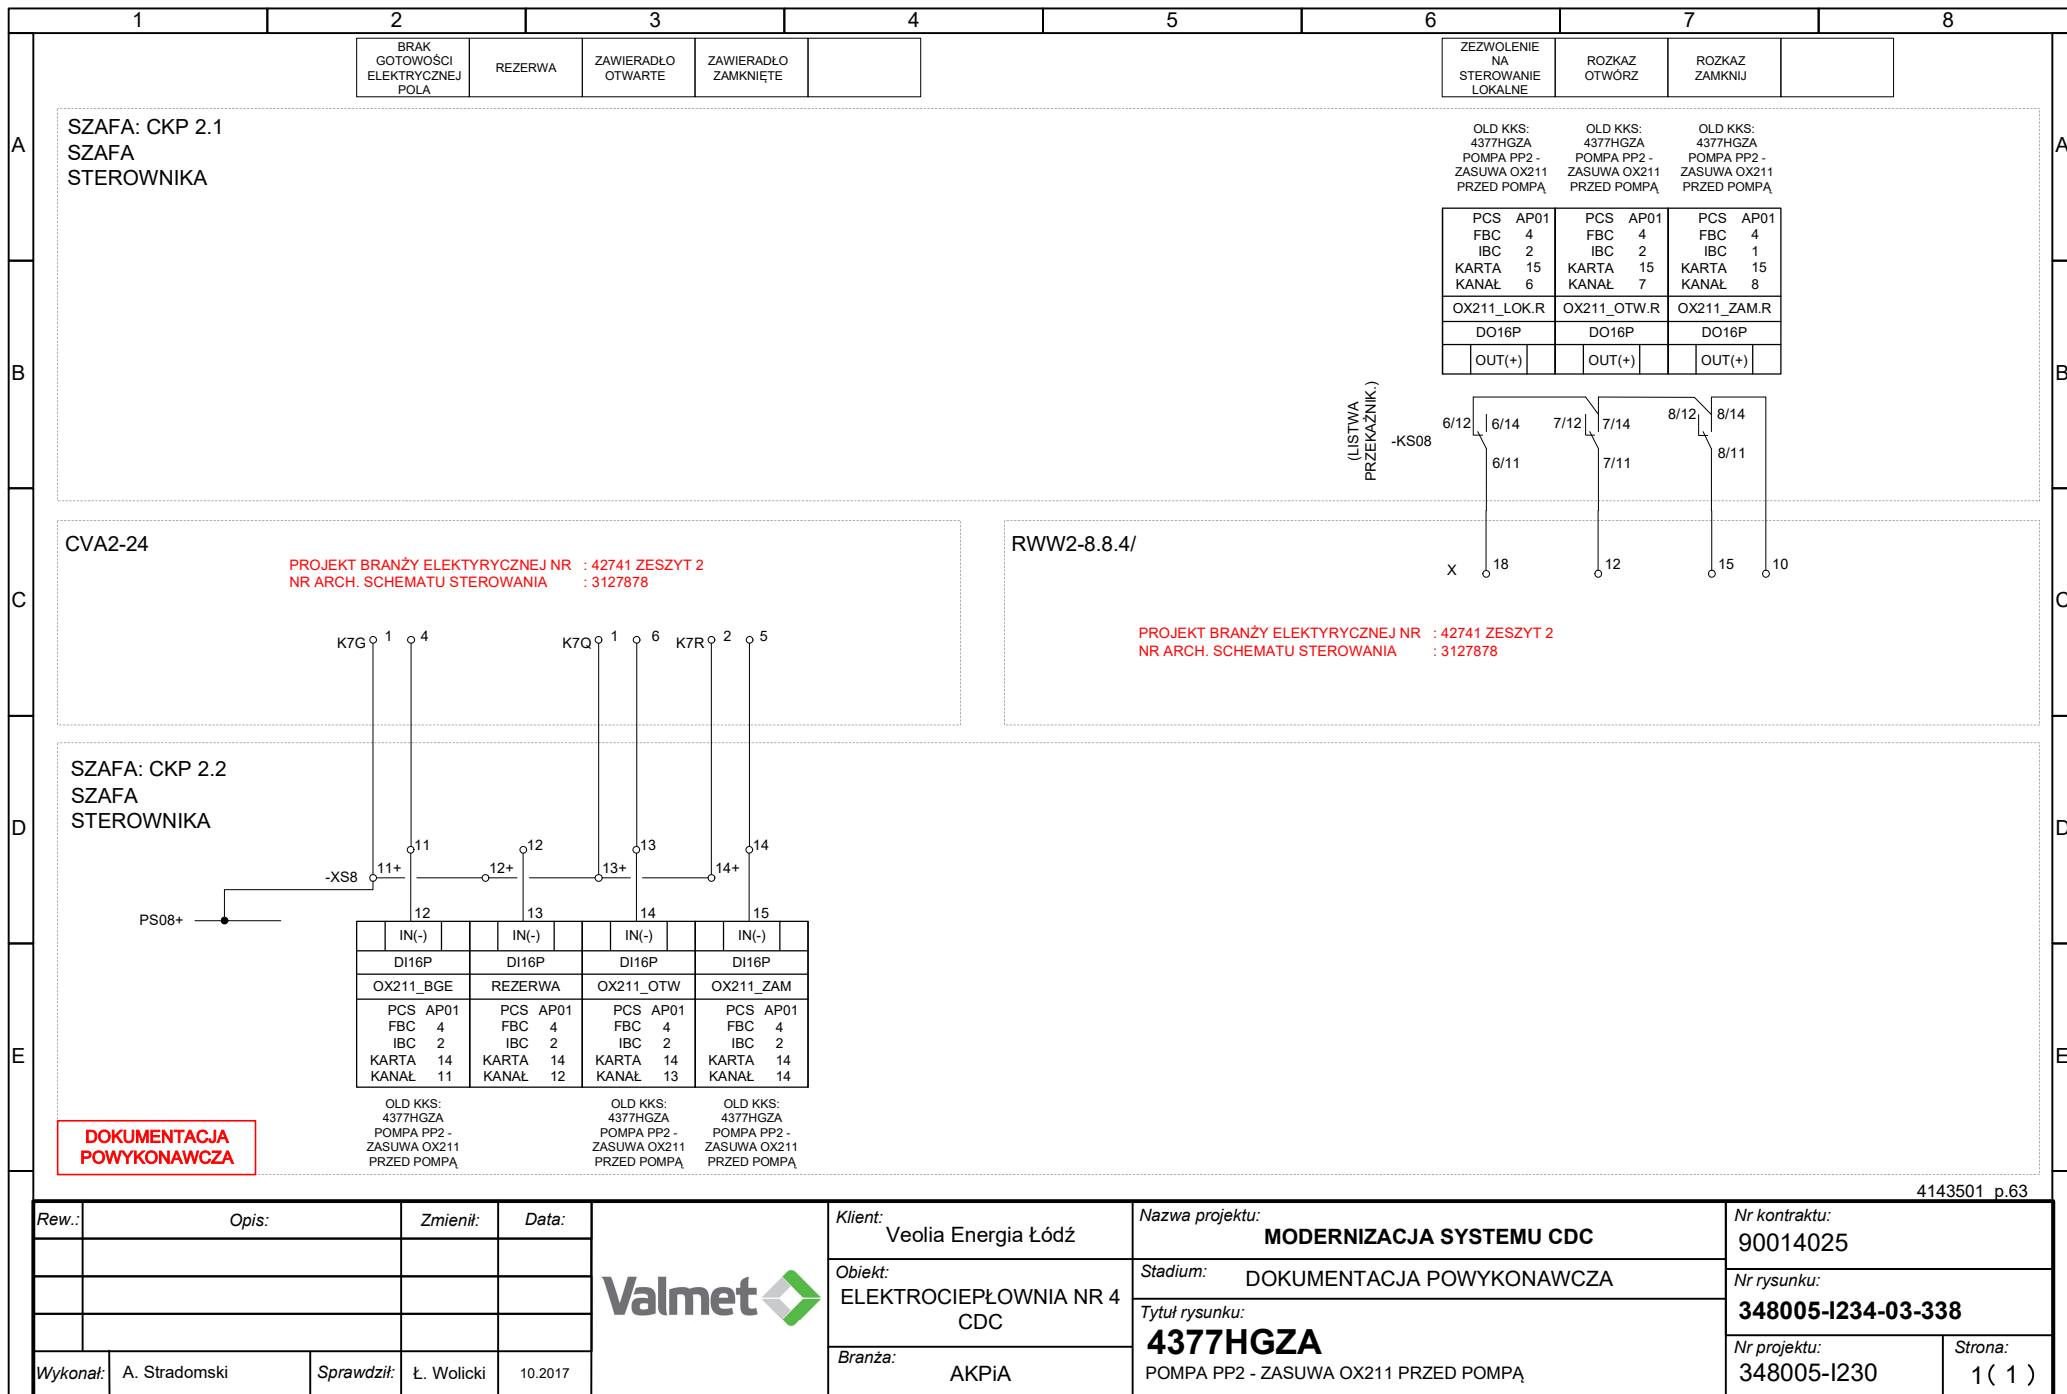 1 2 3 4 5 6 7 8
BRAK
GOTOWOŚCI
ELEKTRYCZNEJ
POLA
REZERWA
ZAWIERADŁO
OTWARTE
ZAWIERADŁO
ZAMKNIĘTE
ZEZWOLENIE
NA
STEROWANIE
LOKALNE
ROZKAZ
OTWÓRZ
ROZKAZ
ZAMKNIJ
A A
B B
C C
D D
E E
SZAFA: CKP 2.1
SZAFA
STEROWNIKA
OLD KKS:
4377HGZA
POMPA PP2 -
ZASUWA OX211
PRZED POMPĄ
OLD KKS:
4377HGZA
POMPA PP2 -
ZASUWA OX211
PRZED POMPĄ
OLD KKS:
4377HGZA
POMPA PP2 -
ZASUWA OX211
PRZED POMPĄ
PCS AP01 PCS AP01 PCS AP01
FBC 4 FBC 4 FBC 4
IBC 2 IBC 2 IBC 1
KARTA 15 KARTA 15 KARTA 15
KANAŁ 6 KANAŁ 7 KANAŁ 8
OX211_LOK.R OX211_OTW.R OX211_ZAM.R
DO16P DO16P DO16P
OUT(+) OUT(+) OUT(+)
(LISTWA
PRZEKAŹNIK.)
-KS08
6/12 6/14 7/12 7/14 8/12 8/14
6/11 7/11 8/11
CVA2-24
PROJEKT BRANŻY ELEKTYRYCZNEJ NR : 42741 ZESZYT 2
NR ARCH. SCHEMATU STEROWANIA : 3127878
K7G 1 4 K7Q 1 6 K7R 2 5
RWW2-8.8.4/
X 18 12 15 10
PROJEKT BRANŻY ELEKTYRYCZNEJ NR : 42741 ZESZYT 2
NR ARCH. SCHEMATU STEROWANIA : 3127878
SZAFA: CKP 2.2
SZAFA
STEROWNIKA
11 12 13 14
-XS8 11+ 12+ 13+ 14+
PS08+
12 13 14 15
IN(-) IN(-) IN(-) IN(-)
DI16P DI16P DI16P DI16P
OX211_BGE REZERWA OX211_OTW OX211_ZAM
PCS AP01 PCS AP01 PCS AP01 PCS AP01
FBC 4 FBC 4 FBC 4 FBC 4
IBC 2 IBC 2 IBC 2 IBC 2
KARTA 14 KARTA 14 KARTA 14 KARTA 14
KANAŁ 11 KANAŁ 12 KANAŁ 13 KANAŁ 14
OLD KKS:
4377HGZA
POMPA PP2 -
ZASUWA OX211
PRZED POMPĄ
OLD KKS:
4377HGZA
POMPA PP2 -
ZASUWA OX211
PRZED POMPĄ
OLD KKS:
4377HGZA
POMPA PP2 -
ZASUWA OX211
PRZED POMPĄ
DOKUMENTACJA
POWYKONAWCZA
4143501 p.63
Rew.: Opis: Zmienił: Data:
Wykonał: A. Stradomski Sprawdził: Ł. Wolicki 10.2017
Valmet
Klient:
Veolia Energia Łódź
Obiekt:
ELEKTROCIEPŁOWNIA NR 4
CDC
Branża:
AKPiA
Nazwa projektu:
MODERNIZACJA SYSTEMU CDC
Stadium: DOKUMENTACJA POWYKONAWCZA
Tytuł rysunku:
4377HGZA
POMPA PP2 - ZASUWA OX211 PRZED POMPĄ
Nr kontraktu:
90014025
Nr rysunku:
348005-I234-03-338
Nr projektu:
348005-I230
Strona:
1( 1 )